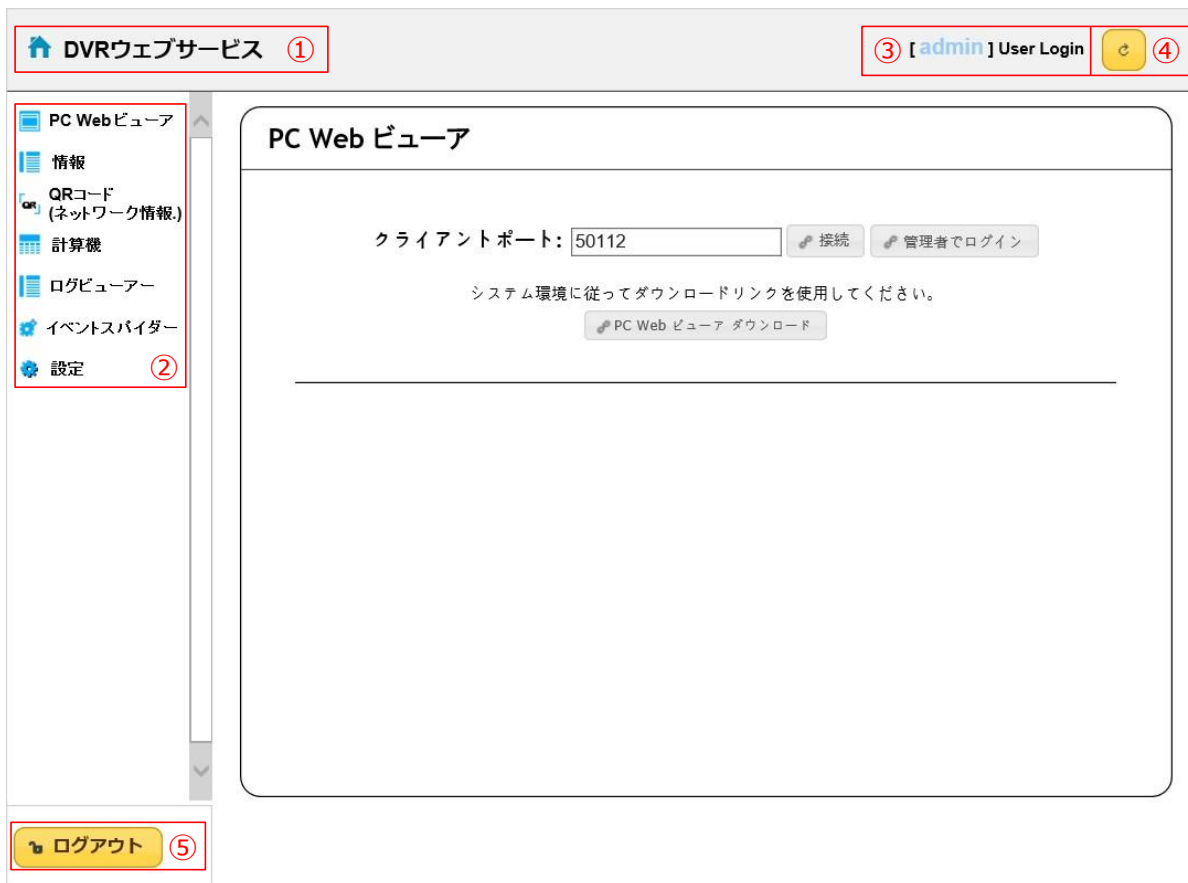 DVRウェブサービス ①
③ [ admin ] User Login ④
PC Webビューア
情報
QR QRコード
(ネットワーク情報.)
計算機
ログビューアー
イベントスパイダー
設定 ②
PC Web ビューア
クライアントポート: 50112 接続 管理者でログイン
システム環境に従ってダウンロードリンクを使用してください。
PC Web ビューア ダウンロード
ログアウト ⑤